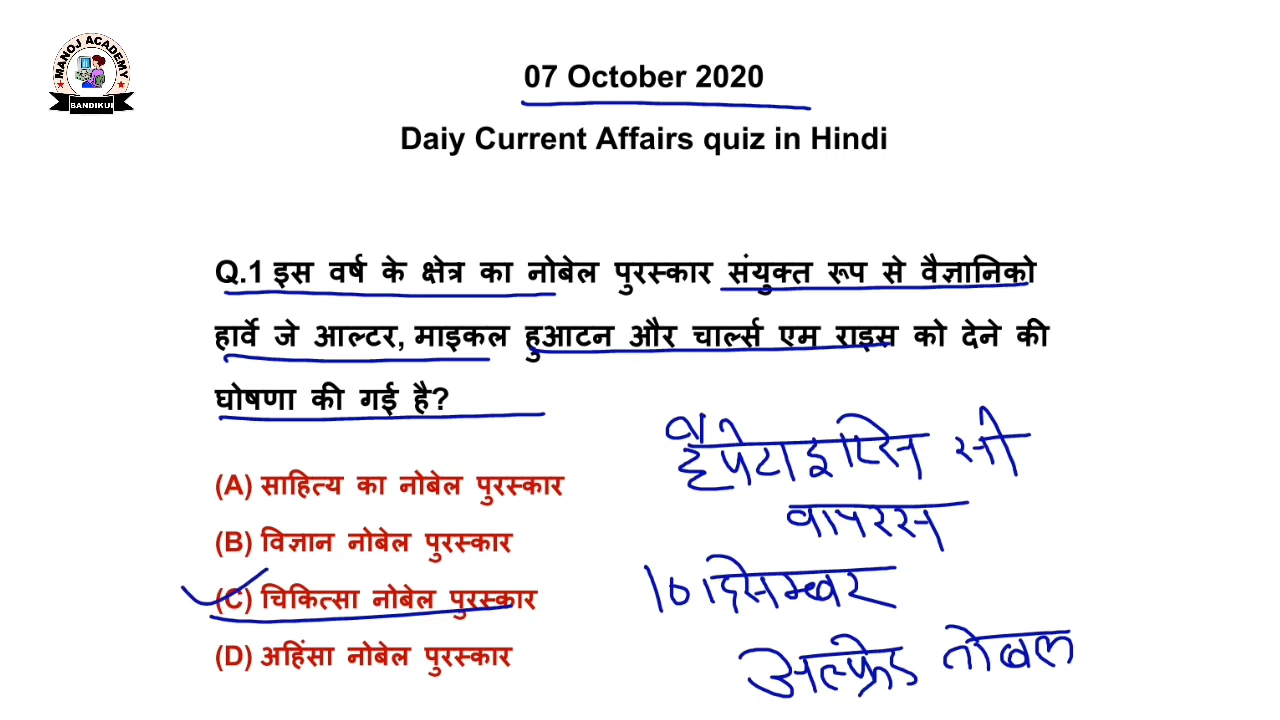 MANOJ ACADEMY
BANDIKUI
07 October 2020
Daiy Current Affairs quiz in Hindi
Q.1 इस वर्ष के क्षेत्र का नोबेल पुरस्कार संयुक्त रूप से वैज्ञानिको
हार्वे जे आल्टर, माइकल हुआटन और चार्ल्स एम राइस को देने की
घोषणा की गई है?
(A) साहित्य का नोबेल पुरस्कार
(B) विज्ञान नोबेल पुरस्कार
(C) चिकित्सा नोबेल पुरस्कार
(D) अहिंसा नोबेल पुरस्कार
सी
वायरस
10 दिसम्बर
अल्फ्रेड नोबल